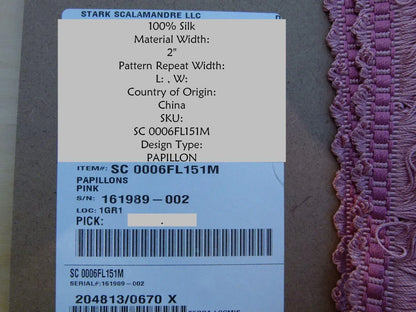 STARK SCALAMANDRE LLC
100% Silk
Material Width:
2"
Pattern Repeat Width:
L: , W:
Country of Origin:
China
SKU:
SC 0006FL151M
Design Type:
PAPILLON
ITEM#: SC 0006FL151M
PAPILLONS
PINK
S/N: 161989-002
LOC: 1GR1
PICK: .
SC 0006FL151M
SERIAL#:161989-002
204813/0670 X